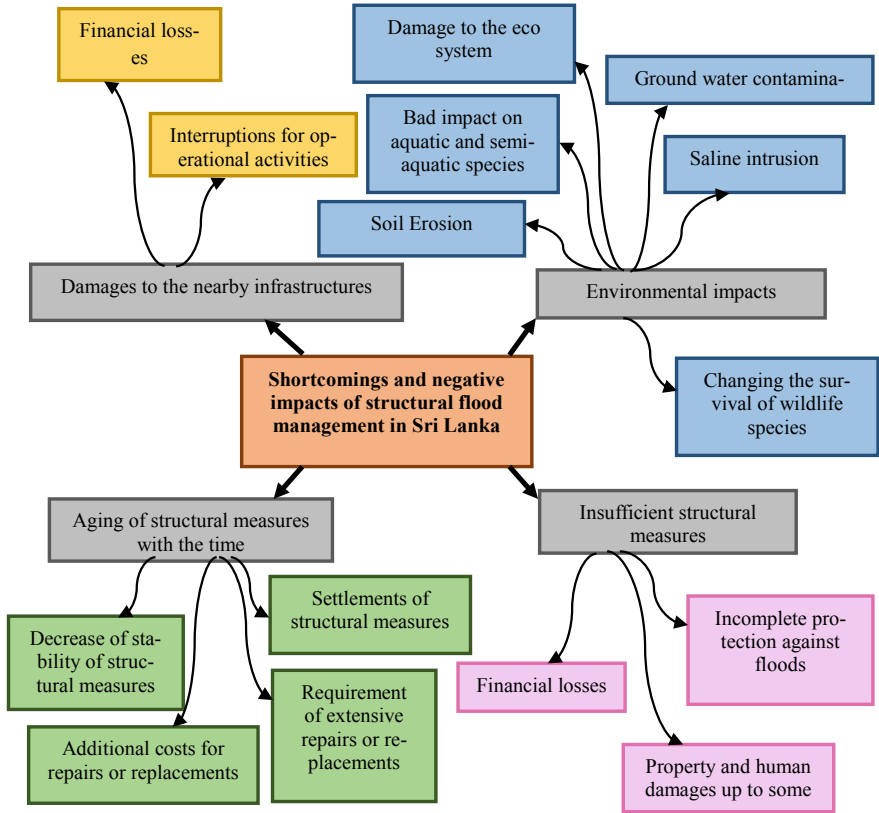 Financial loss-
es
Interruptions for op-
erational activities
Damages to the nearby infrastructures
Damage to the eco
system
Ground water contamina-
Bad impact on
aquatic and semi-
aquatic species
Saline intrusion
Soil Erosion
Environmental impacts
Changing the sur-
vival of wildlife
species
Shortcomings and negative
impacts of structural flood
management in Sri Lanka
Aging of structural measures
with the time
Settlements of
structural measures
Decrease of sta-
bility of struc-
tural measures
Requirement
of extensive
repairs or re-
placements
Additional costs for
repairs or replacements
Insufficient structural
measures
Incomplete pro-
tection against
floods
Financial losses
Property and human
damages up to some